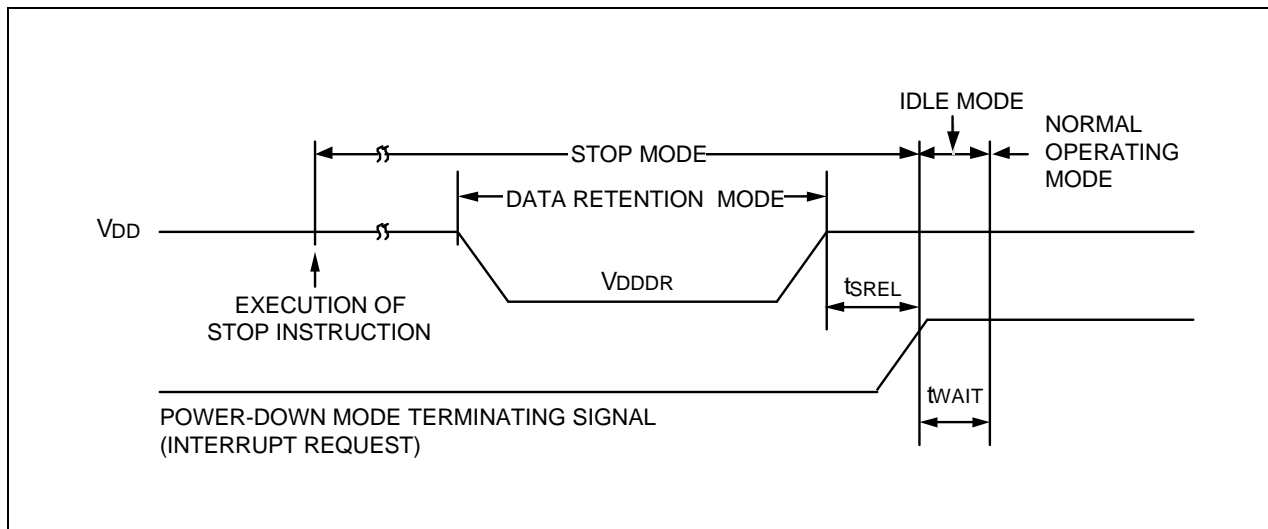 IDLE MODE
NORMAL
OPERATING
MODE
STOP MODE
DATA RETENTION MODE
VDD
VDDDR
tSREL
EXECUTION OF
STOP INSTRUCTION
tWAIT
POWER-DOWN MODE TERMINATING SIGNAL
(INTERRUPT REQUEST)